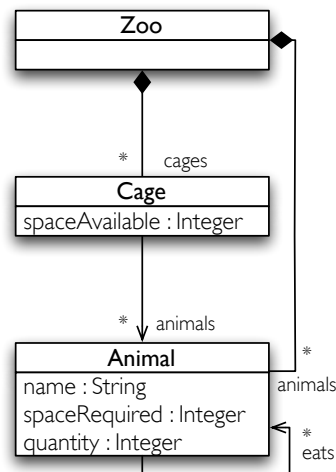 Zoo
* cages
Cage
spaceAvailable : Integer
* animals
*
animals
Animal
name : String
spaceRequired : Integer
quantity : Integer
*
eats